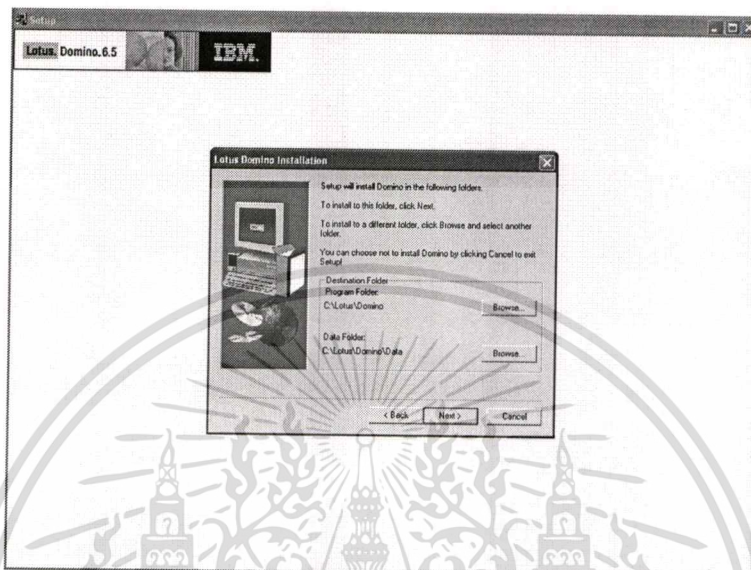 Setup
Lotus. Domino. 6.5
IBM.
Lotus Domino Installation
Setup will install Domino in the following folders.
To install to this folder, click Next.
To install to a different folder, click Browse and select another
folder.
You can choose not to install Domino by clicking Cancel to exit
Setup!
Destination Folder
Program Folder:
C:\Lotus\Domino
Browse...
Data Folder:
C:\Lotus\Domino\Data
Browse...
< Back
Next >
Cancel